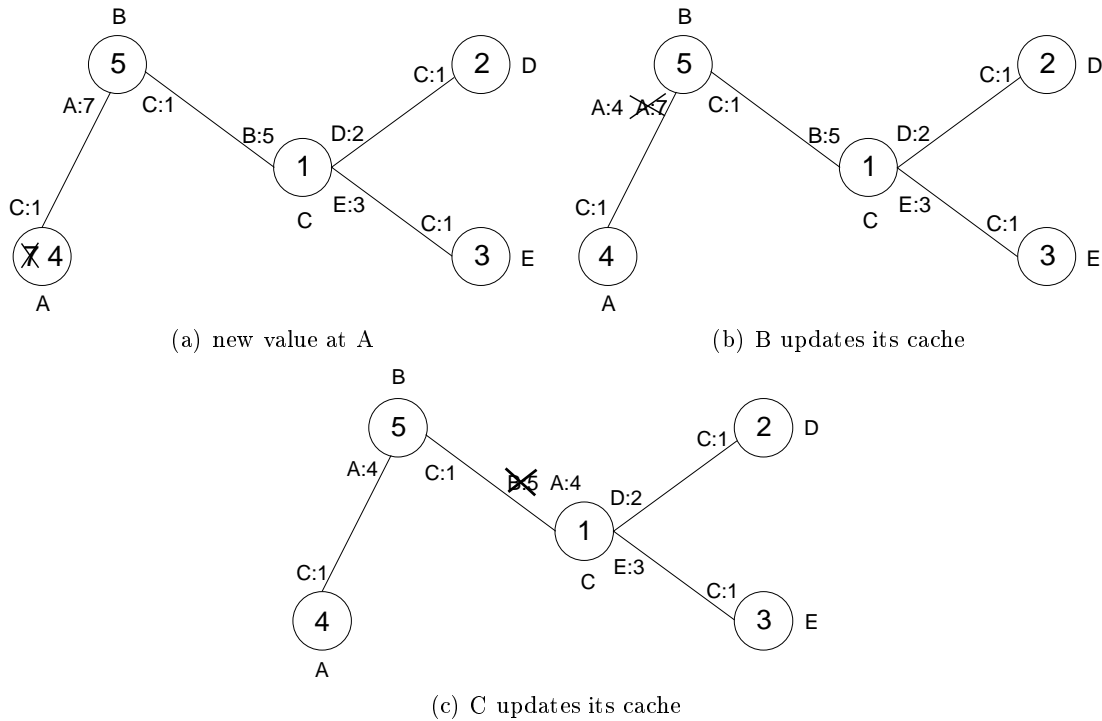 B
5
2 D
C:1
A:7 C:1
B:5 D:2
1
C:1 E:3 C:1
C
7 4 3 E
A
(a) new value at A
B
5
2 D
C:1
A:4 A:7 C:1
B:5 D:2
1
C:1 E:3 C:1
C
4 3 E
A
(b) B updates its cache
B
5
2 D
C:1
A:4 C:1
B:5 A:4
D:2
1
C:1 E:3
C
C:1
4 3 E
A
(c) C updates its cache